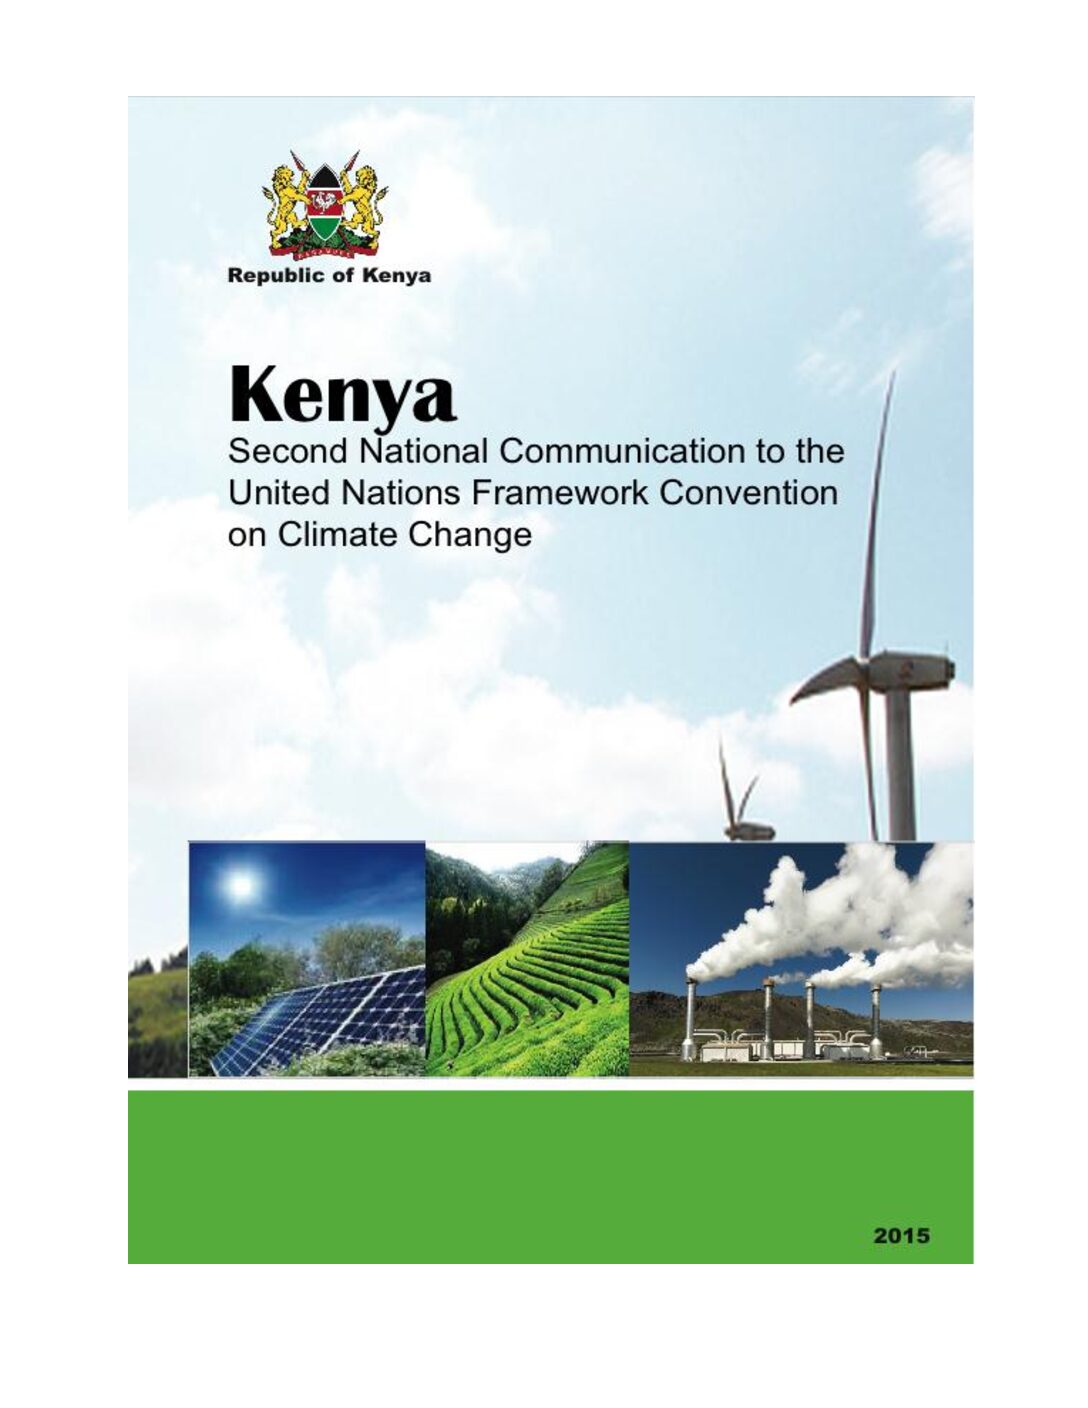 Republic of Kenya
Kenya
Second National Communication to the
United Nations Framework Convention
on Climate Change
2015